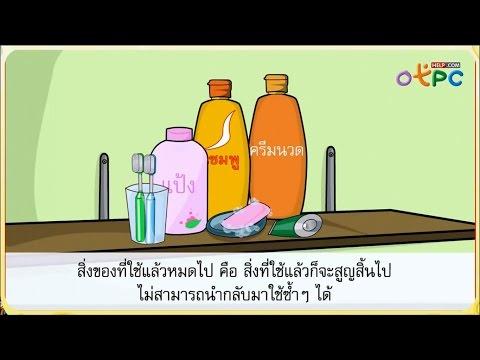 HELP.COM
OTPC
แป้ง
แชมพู
ครีมนวด
สิ่งของที่ใช้แล้วหมดไป คือ สิ่งที่ใช้แล้วก็จะสูญสิ้นไป
ไม่สามารถนำกลับมาใช้ซ้ำๆ ได้